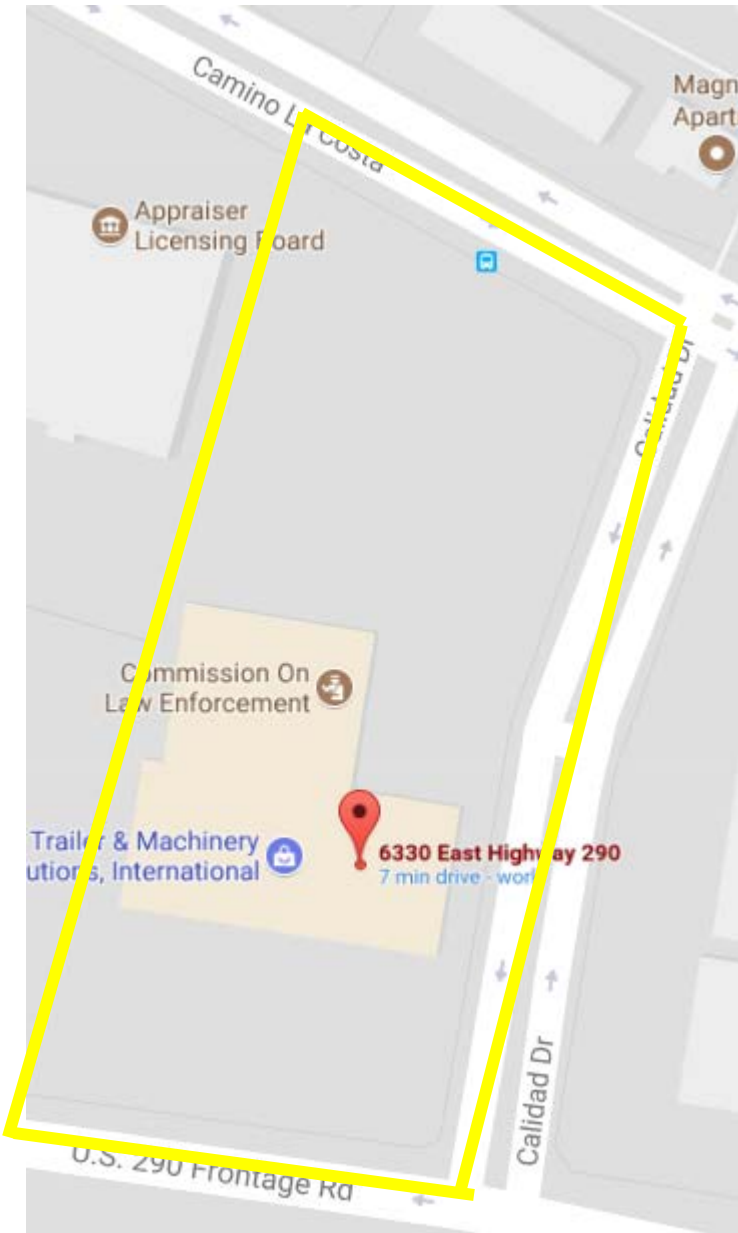 Camino La Costa
Magn
Apart
Appraiser
Licensing Board
Calidad Dr
Commission On
Law Enforcement
Trailer & Machinery
utions, International
6330 East Highway 290
7 min drive - work
Calidad Dr
U.S. 290 Frontage Rd